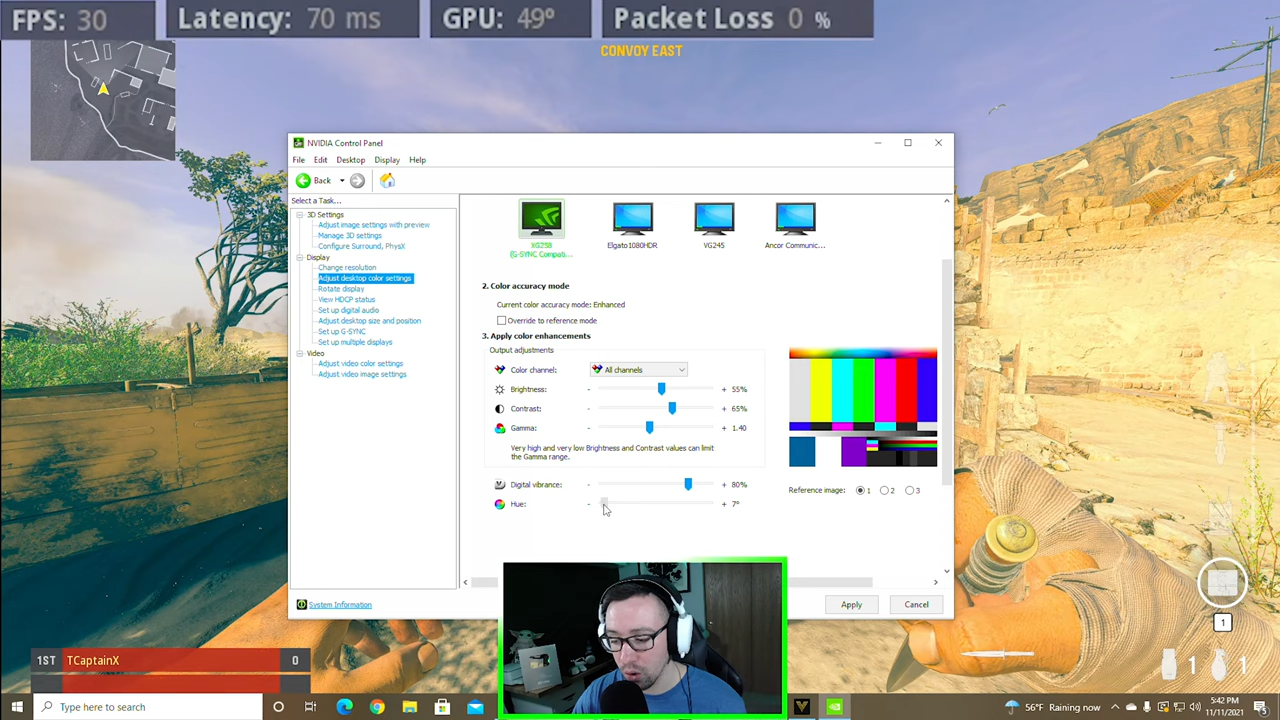 FPS: 30
Latency: 70 ms
GPU: 49°
Packet Loss 0 %
CONVOY EAST
NVIDIA Control Panel
File Edit Desktop Display Help
Back
Select a Task...
3D Settings
Adjust image settings with preview
Manage 3D settings
Configure Surround, PhysX
Display
Change resolution
Adjust desktop color settings
Rotate display
View HDCP status
Set up digital audio
Adjust desktop size and position
Set up G-SYNC
Set up multiple displays
Video
Adjust video color settings
Adjust video image settings
System Information
XG258
(G-SYNC Compati...
Elgato1080HDR
VG245
Ancor Communic...
2. Color accuracy mode
Current color accuracy mode: Enhanced
Override to reference mode
3. Apply color enhancements
Output adjustments
Color channel: All channels
Brightness: - + 55%
Contrast: - + 65%
Gamma: - + 1.40
Very high and very low Brightness and Contrast values can limit
the Gamma range.
Digital vibrance: - + 80%
Hue: - + 7°
Reference image: 1 2 3
Apply
Cancel
1
1 1
1ST TCaptainX 0
Type here to search
56°F Raining now
5:42 PM
11/11/2021